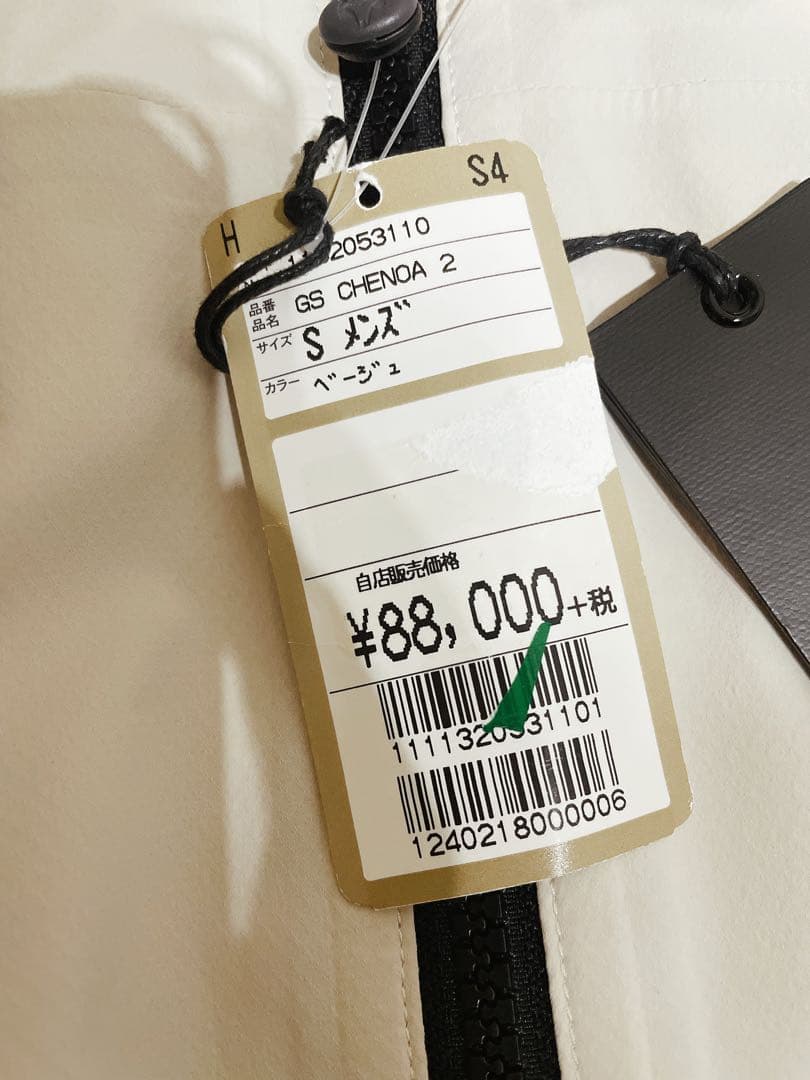 H
S4
2053110
品番
品名 GS CHENOA 2
サイズ S メンズ
カラー ベージュ
自店販売価格
¥88,000+税
1240218000006